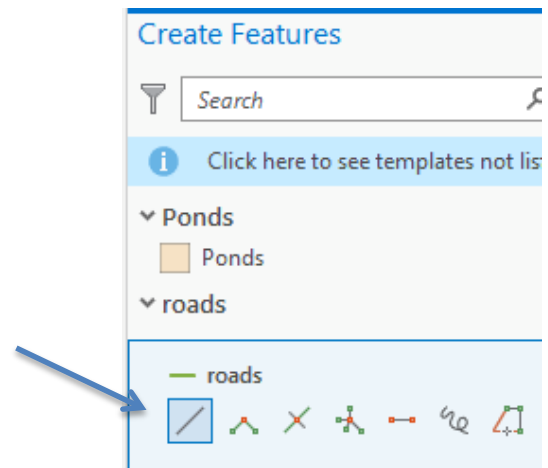 Create Features
Search
Click here to see templates not lis
Ponds
Ponds
roads
roads